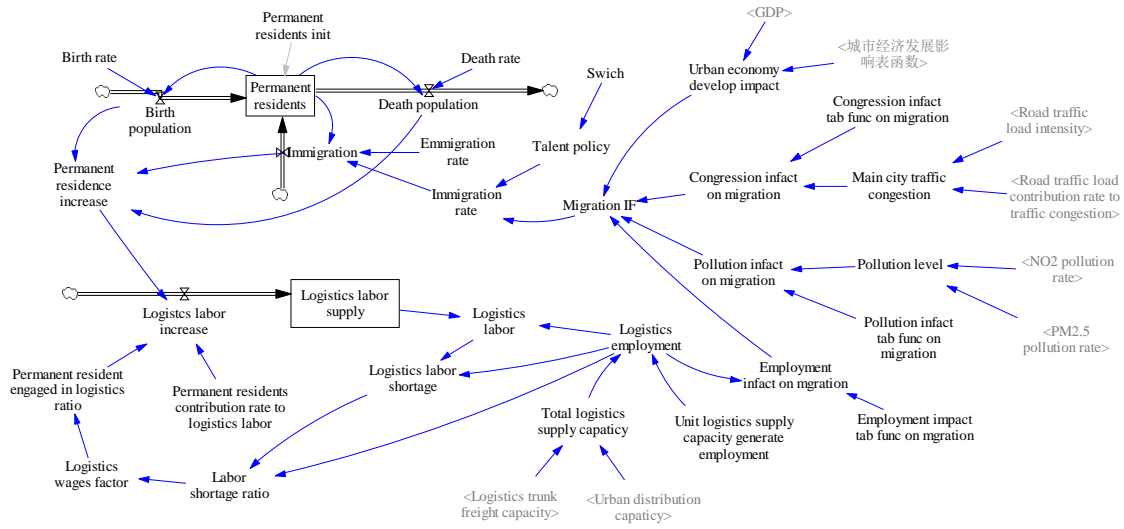 Permanent
residents init
<GDP>
Birth rate
Death rate
<城市经济发展影
响表函数>
Swich
Urban economy
develop impact
Permanent
residents
Death population
Birth
population
Congression infact
tab func on migration
<Road traffic
load intensity>
Talent policy
Immigration
Emmigration
rate
Permanent
residence
increase
Immigration
rate
Migration IF
Congression infact
on migration
Main city traffic
congestion
<Road traffic load
contribration rate to
traffic congestion>
Pollution infact
on migration
Pollution level
<NO2 pollution
rate>
Logistics labor
supply
Logistcs labor
increase
Logistics
labor
Logistics
employment
Pollution infact
tab func on
migration
<PM2.5
pollution rate>
Permanent resident
engaged in logistics
ratio
Permanent residents
contribution rate to
logistics labor
Logistics labor
shortage
Employment
infact on mgration
Total logistics
supply capaticy
Unit logistics supply
capacity generate
employment
Employment impact
tab func on mgration
Logistics
wages factor
Labor
shortage ratio
<Logistics trunk
freight capacity>
<Urban distribution
capaticy>